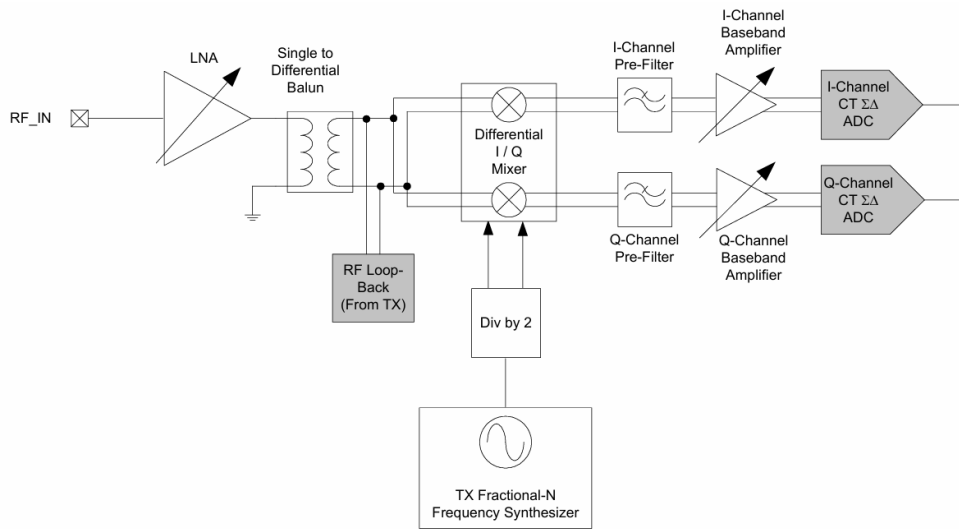 I-Channel
Baseband
Amplifier
LNA
Single to
Differential
Balun
I-Channel
Pre-Filter
I-Channel
CT ΣΔ
ADC
RF_IN
Differential
I / Q
Mixer
Q-Channel
CT ΣΔ
ADC
Q-Channel
Pre-Filter
Q-Channel
Baseband
Amplifier
RF Loop-
Back
(From TX)
Div by 2
TX Fractional-N
Frequency Synthesizer